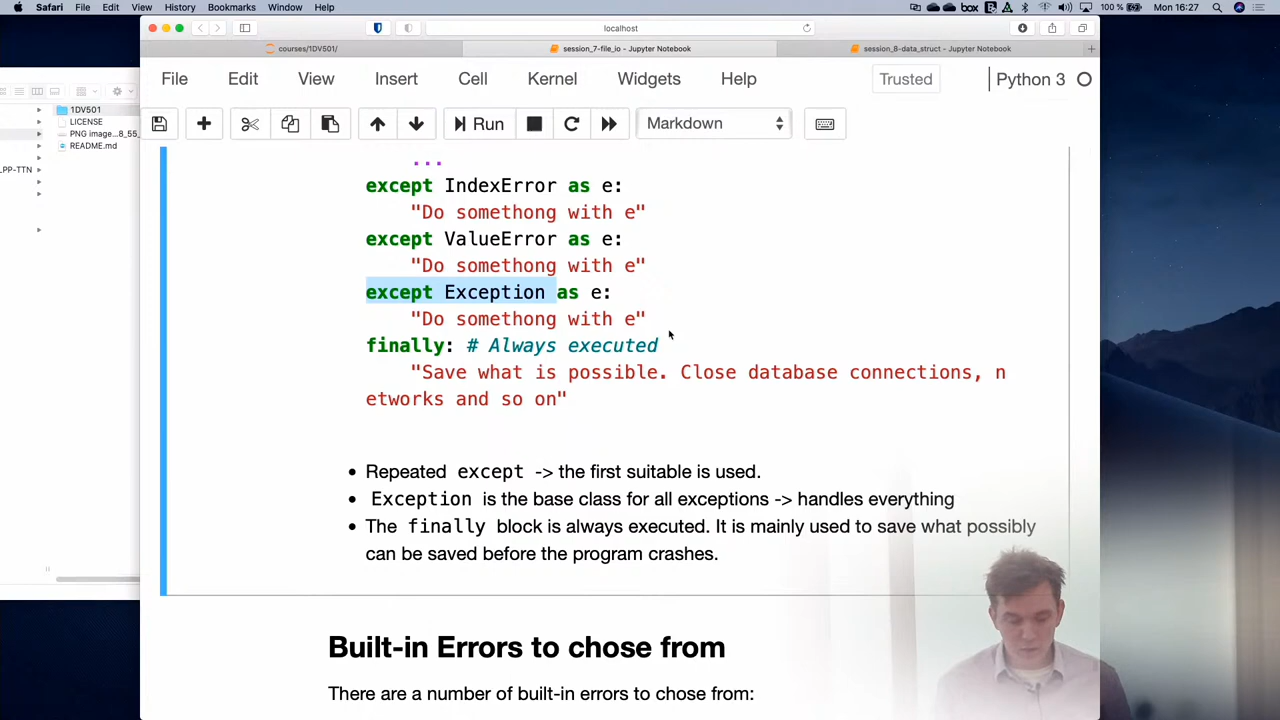 Safari File Edit View History Bookmarks Window Help
box 100 % Mon 16:27
localhost
courses/1DV501/
session_7-file_io - Jupyter Notebook
session_8-data_struct - Jupyter Notebook
File Edit View Insert Cell Kernel Widgets Help
Trusted
Python 3
Run
Markdown
1DV501
LICENSE
PNG image...8_55_
README.md
LPP-TTN
...
except IndexError as e:
"Do somethong with e"
except ValueError as e:
"Do somethong with e"
except Exception as e:
"Do somethong with e"
finally: # Always executed
"Save what is possible. Close database connections, n
etworks and so on"
• Repeated except -> the first suitable is used.
• Exception is the base class for all exceptions -> handles everything
• The finally block is always executed. It is mainly used to save what possibly
can be saved before the program crashes.
Built-in Errors to chose from
There are a number of built-in errors to chose from: